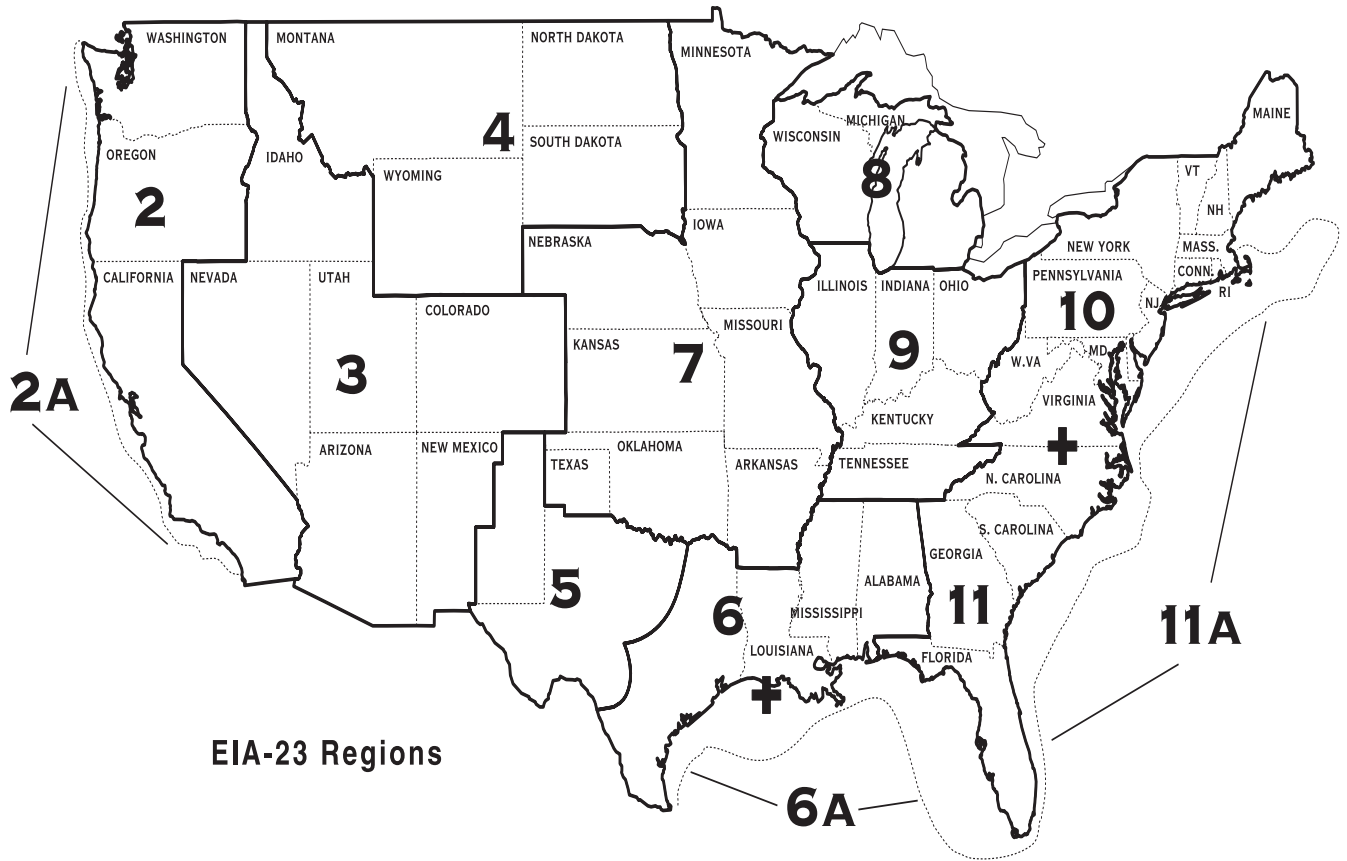 WASHINGTON
MONTANA
NORTH DAKOTA
MINNESOTA
MICHIGAN
WISCONSIN
MAINE
4
SOUTH DAKOTA
OREGON
IDAHO
WYOMING
8
VT
2
NH
IOWA
NEBRASKA
NEW YORK
MASS.
CALIFORNIA
NEVADA
UTAH
ILLINOIS
INDIANA
OHIO
PENNSYLVANIA
CONN.
RI
NJ
COLORADO
10
MISSOURI
KANSAS
7
9
MD.
W.VA
3
2A
VIRGINIA
KENTUCKY
ARIZONA
NEW MEXICO
OKLAHOMA
TEXAS
ARKANSAS
TENNESSEE
N. CAROLINA
S. CAROLINA
GEORGIA
5
ALABAMA
6
MISSISSIPPI
11
11A
LOUISIANA
FLORIDA
EIA-23 Regions
6A